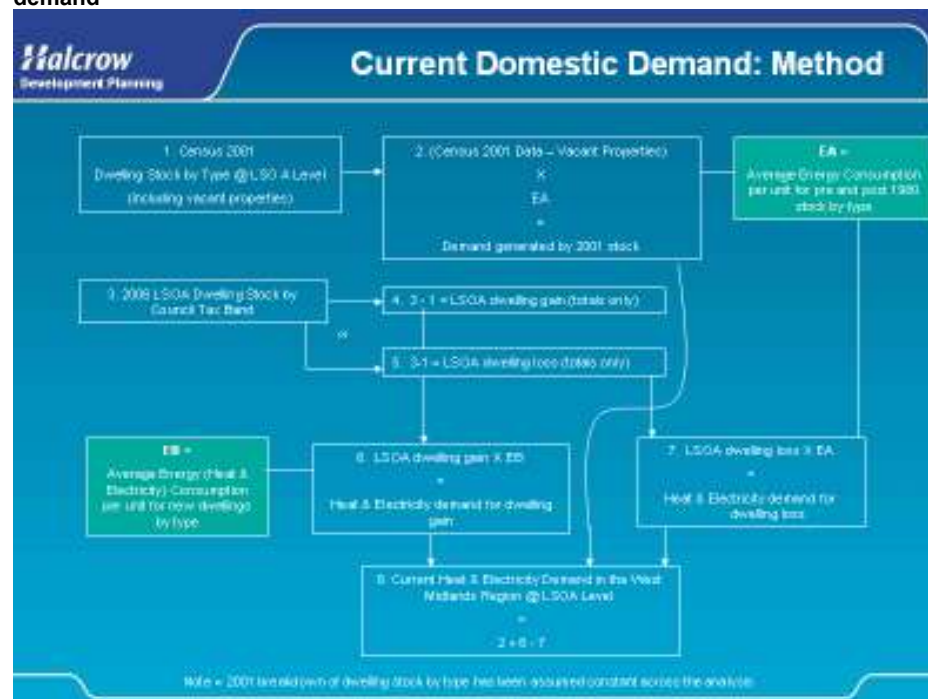 demand
Halcrow
Development Planning
Current Domestic Demand: Method
1. Census 2001
Dwelling Stock by Type @ LSOA Level
(including vacant properties)
2. (Census 2001 Data – Vacant Properties)
X
EA
=
Demand generated by 2001 stock
EA =
Average Energy Consumption
per unit for pre and post 1980
stock by type
3. 2006 LSOA Dwelling Stock by
Council Tax Band
4. 3 - 1 = LSOA dwelling gain (totals only)
or
5. 3-1 = LSOA dwelling loss (totals only)
EB =
Average Energy (Heat &
Electricity) Consumption
per unit for new dwellings
by type
6. LSOA dwelling gain X EB
=
Heat & Electricity demand for dwelling
gain
7. LSOA dwelling loss X EA
=
Heat & Electricity demand for
dwelling loss
8. Current Heat & Electricity Demand in the West
Midlands Region @ LSOA Level
=
2 + 6 - 7
Note = 2001 breakdown of dwelling stock by type has been assumed constant across the analysis